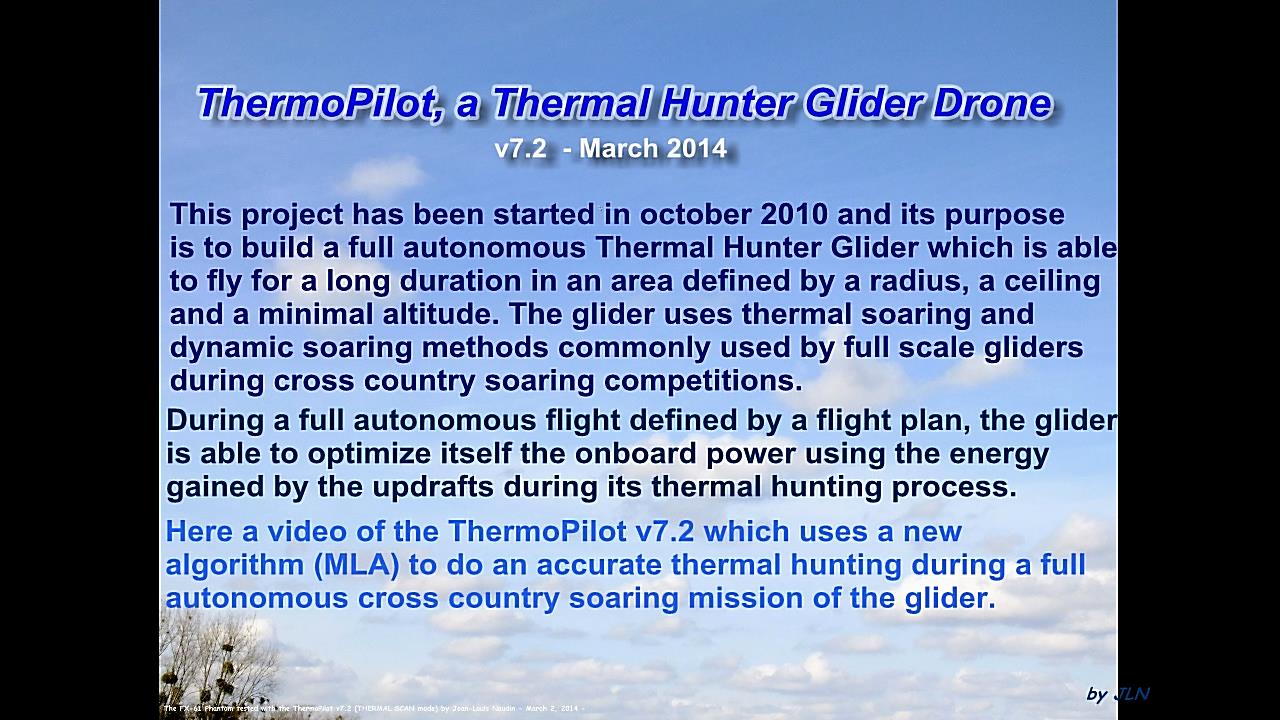 ThermoPilot, a Thermal Hunter Glider Drone
v7.2 - March 2014
This project has been started in october 2010 and its purpose
is to build a full autonomous Thermal Hunter Glider which is able
to fly for a long duration in an area defined by a radius, a ceiling
and a minimal altitude. The glider uses thermal soaring and
dynamic soaring methods commonly used by full scale gliders
during cross country soaring competitions.
During a full autonomous flight defined by a flight plan, the glider
is able to optimize itself the onboard power using the energy
gained by the updrafts during its thermal hunting process.
Here a video of the ThermoPilot v7.2 which uses a new
algorithm (MLA) to do an accurate thermal hunting during a full
autonomous cross country soaring mission of the glider.
by JLN
The FX-61 Phantom tested with the ThermoPilot v7.2 (THERMAL SCAN mode) by Jean-Louis Naudin - March 2, 2014 -